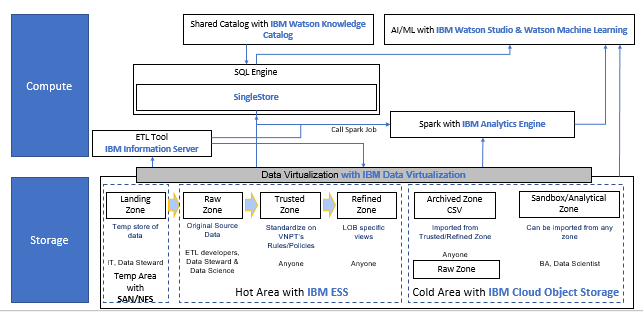 Shared Catalog with IBM Watson Knowledge
Catalog
AI/ML with IBM Watson Studio & Watson Machine Learning
Compute
SQL Engine
SingleStore
Call Spark Job
Spark with IBM Analytics Engine
ETL Tool
IBM Information Server
Data Virtualization with IBM Data Virtualization
Storage
Landing
Zone
Temp store of
data
IT, Data Steward
Temp Area
with
SAN/NFS
Raw
Zone
Original Source
Data
ETL developers,
Data Steward &
Data Science
Trusted
Zone
Standardize on
VNPT's
Rules/Policies
Anyone
Refined
Zone
LOB specific
views
Anyone
Hot Area with IBM ESS
Archived Zone
CSV
Imported from
Trusted/Refined Zone
Anyone
Raw Zone
Sandbox/Analytical
Zone
Can be imported from any
zone
BA, Data Scientist
Cold Area with IBM Cloud Object Storage